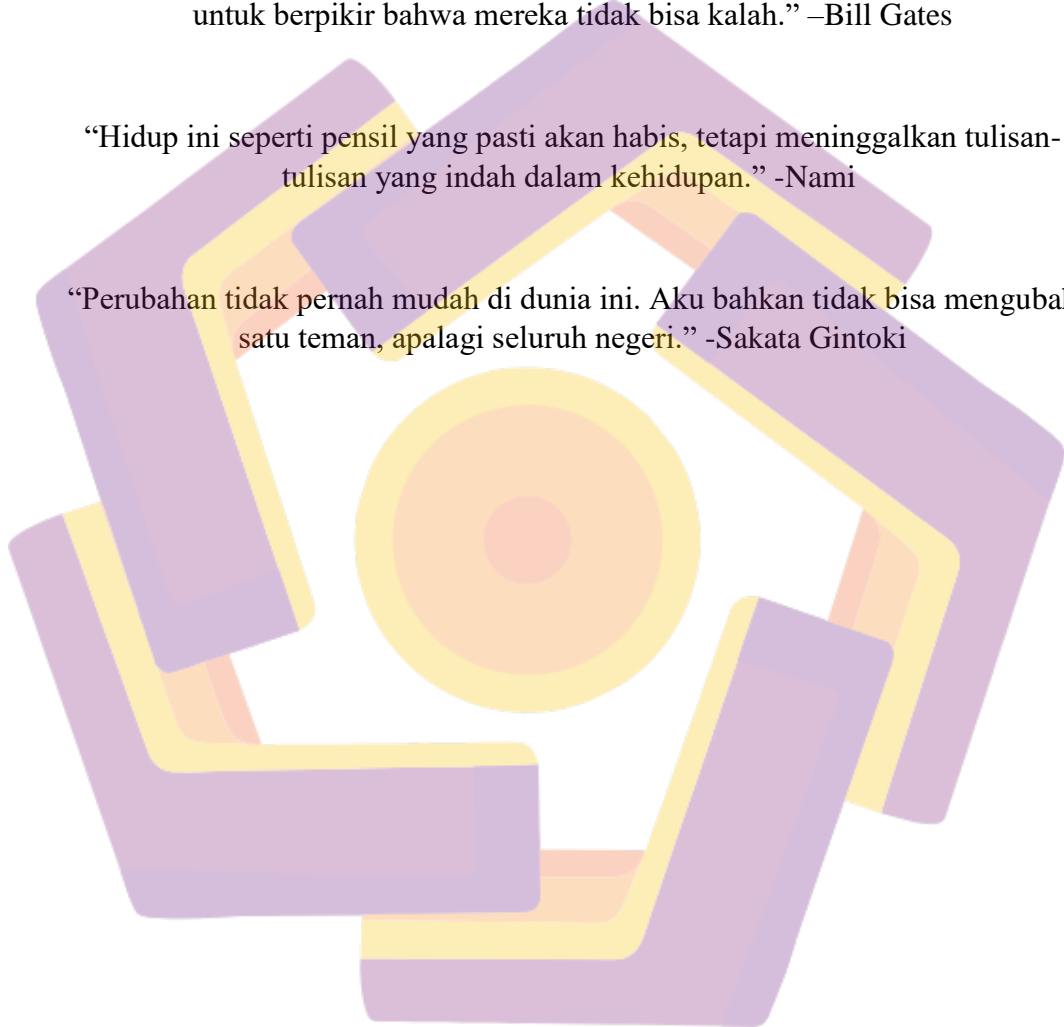 untuk berpikir bahwa mereka tidak bisa kalah.” –Bill Gates
“Hidup ini seperti pensil yang pasti akan habis, tetapi meninggalkan tulisan-
tulisan yang indah dalam kehidupan.” -Nami
“Perubahan tidak pernah mudah di dunia ini. Aku bahkan tidak bisa mengubah
satu teman, apalagi seluruh negeri.” -Sakata Gintoki